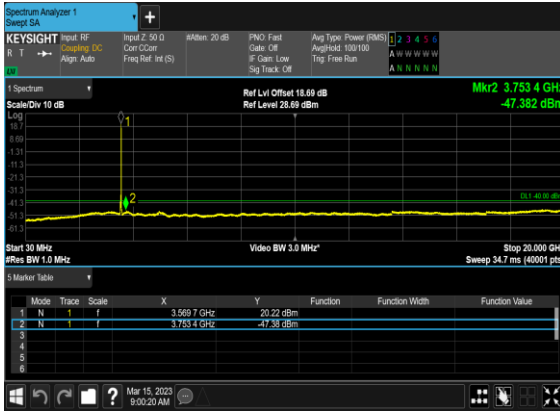 Spectrum Analyzer 1
Swept SA
+
KEYSIGHT
R T
Input: RF
Coupling: DC
Align: Auto
Input Z: 50 Ω
Corr CCorr
Freq Ref: Int (S)
#Atten: 20 dB
PNO: Fast
Gate: Off
IF Gain: Low
Sig Track: Off
Avg Type: Power (RMS)
Avg|Hold: 100/100
Trig: Free Run
1 2 3 4 5 6
A W W W W W
A N N N N N
1 Spectrum
Scale/Div 10 dB
Ref Lvl Offset 18.69 dB
Ref Level 28.69 dBm
Mkr2 3.753 4 GHz
-47.382 dBm
Log
18.7
8.69
-1.31
-11.3
-21.3
-31.3
-41.3
-51.3
-61.3
1
2
DL1 -40.00 dBm
Start 30 MHz
#Res BW 1.0 MHz
Video BW 3.0 MHz*
Stop 20.000 GH
Sweep 34.7 ms (40001 pts
5 Marker Table
Mode Trace Scale X Y Function Function Width Function Value
1 N 1 f 3.569 7 GHz 20.22 dBm
2 N 1 f 3.753 4 GHz -47.38 dBm
3
4
5
6
?
Mar 15, 2023
9:00:20 AM